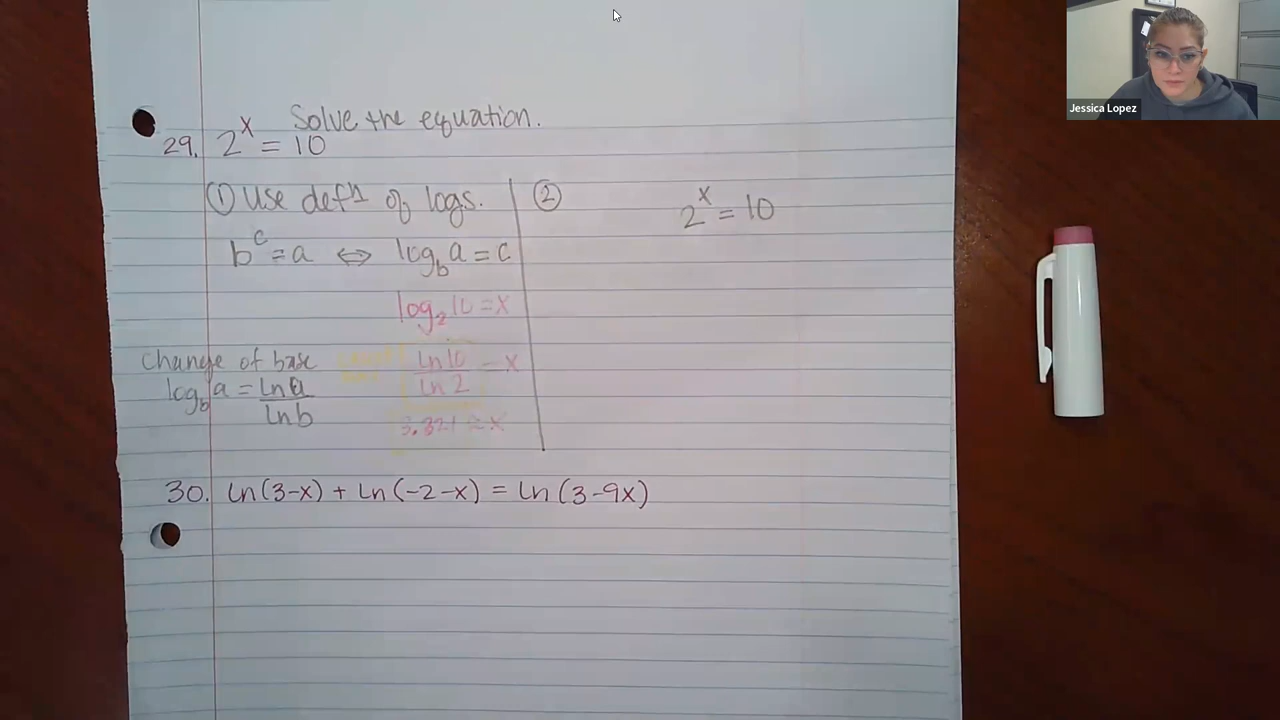 Jessica Lopez
Solve the equation.
29. 2^x = 10
① Use def'n of logs.
b^c = a ⇔ log_b a = c
log_2 10 = x
Change of base
log_b a = ln a / ln b
ln 10 / ln 2 = x
3.321 ≈ x
②
2^x = 10
30. ln(3-x) + ln(-2-x) = ln(3-9x)